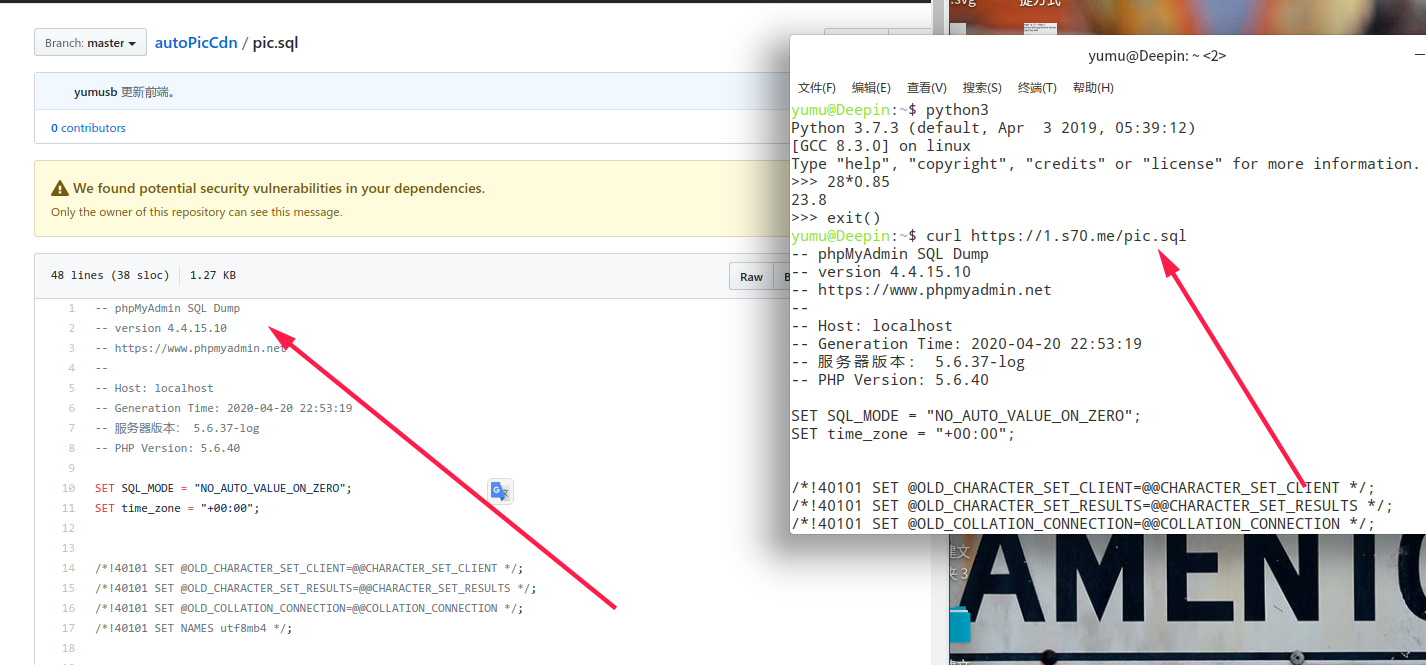 Branch: master
autoPicCdn / pic.sql
yumusb 更新前端。
0 contributors
We found potential security vulnerabilities in your dependencies.
Only the owner of this repository can see this message.
48 lines (38 sloc) 1.27 KB
Raw
1 -- phpMyAdmin SQL Dump
2 -- version 4.4.15.10
3 -- https://www.phpmyadmin.net
4 --
5 -- Host: localhost
6 -- Generation Time: 2020-04-20 22:53:19
7 -- 服务器版本： 5.6.37-log
8 -- PHP Version: 5.6.40
9
10 SET SQL_MODE = "NO_AUTO_VALUE_ON_ZERO";
11 SET time_zone = "+00:00";
12
13
14 /*!40101 SET @OLD_CHARACTER_SET_CLIENT=@@CHARACTER_SET_CLIENT */;
15 /*!40101 SET @OLD_CHARACTER_SET_RESULTS=@@CHARACTER_SET_RESULTS */;
16 /*!40101 SET @OLD_COLLATION_CONNECTION=@@COLLATION_CONNECTION */;
17 /*!40101 SET NAMES utf8mb4 */;
18
.svg
捷方式
yumu@Deepin: ~ <2>
文件(F) 编辑(E) 查看(V) 搜索(S) 终端(T) 帮助(H)
yumu@Deepin:~$ python3
Python 3.7.3 (default, Apr  3 2019, 05:39:12)
[GCC 8.3.0] on linux
Type "help", "copyright", "credits" or "license" for more information.
>>> 28*0.85
23.8
>>> exit()
yumu@Deepin:~$ curl https://1.s70.me/pic.sql
-- phpMyAdmin SQL Dump
-- version 4.4.15.10
-- https://www.phpmyadmin.net
--
-- Host: localhost
-- Generation Time: 2020-04-20 22:53:19
-- 服务器版本： 5.6.37-log
-- PHP Version: 5.6.40
SET SQL_MODE = "NO_AUTO_VALUE_ON_ZERO";
SET time_zone = "+00:00";
/*!40101 SET @OLD_CHARACTER_SET_CLIENT=@@CHARACTER_SET_CLIENT */;
/*!40101 SET @OLD_CHARACTER_SET_RESULTS=@@CHARACTER_SET_RESULTS */;
/*!40101 SET @OLD_COLLATION_CONNECTION=@@COLLATION_CONNECTION */;
建文
夹 3
AMENTO